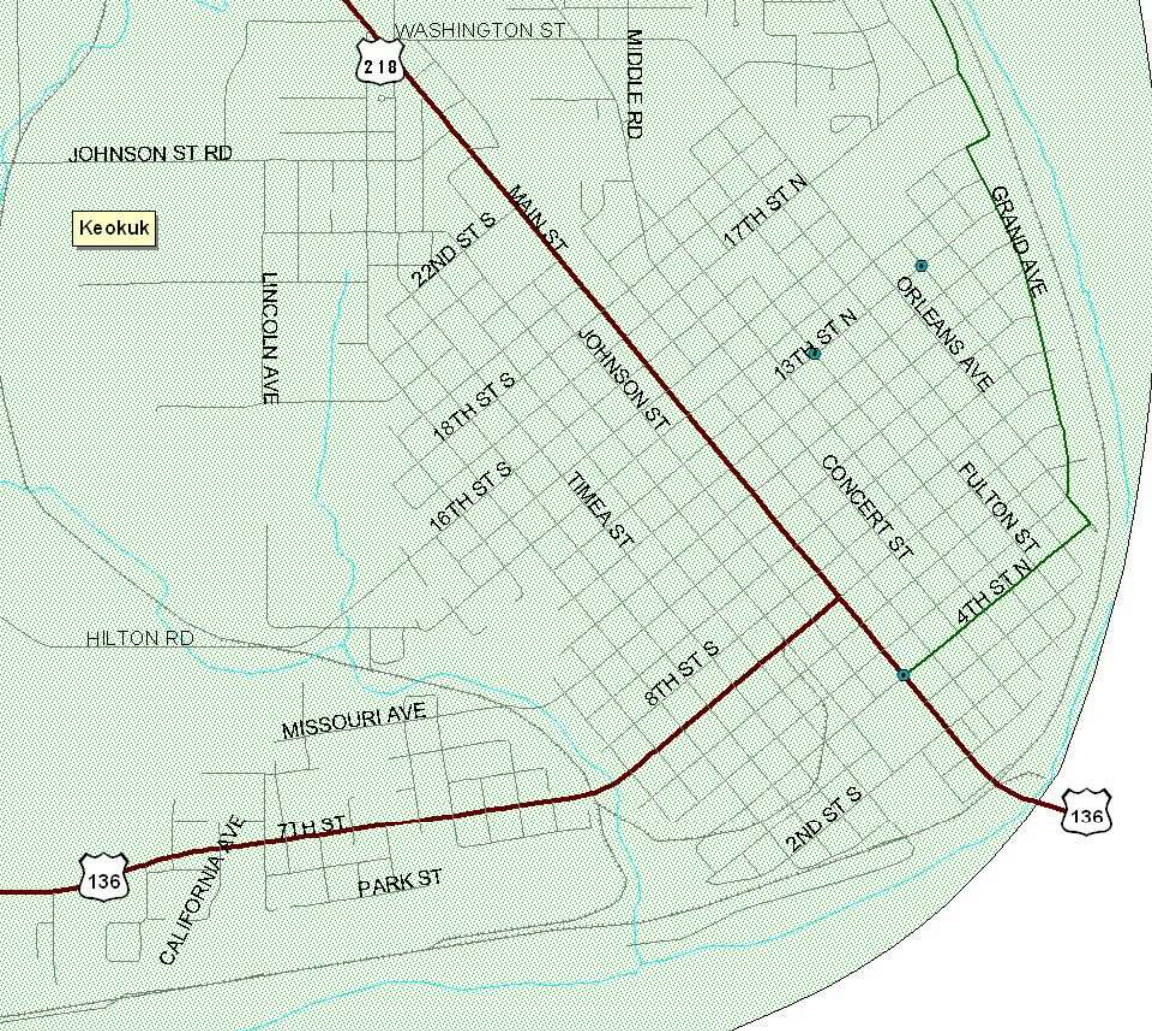 WASHINGTON ST
218
MIDDLE RD
JOHNSON ST RD
Keokuk
MAIN ST
17TH ST N
GRAND AVE
22ND ST S
LINCOLN AVE
ORLEANS AVE
13TH ST N
JOHNSON ST
18TH ST S
16TH ST S
TIMEA ST
CONCERT ST
FULTON ST
4TH ST N
HILTON RD
8TH ST S
MISSOURI AVE
2ND ST S
136
7TH ST
CALIFORNIA AVE
PARK ST
136